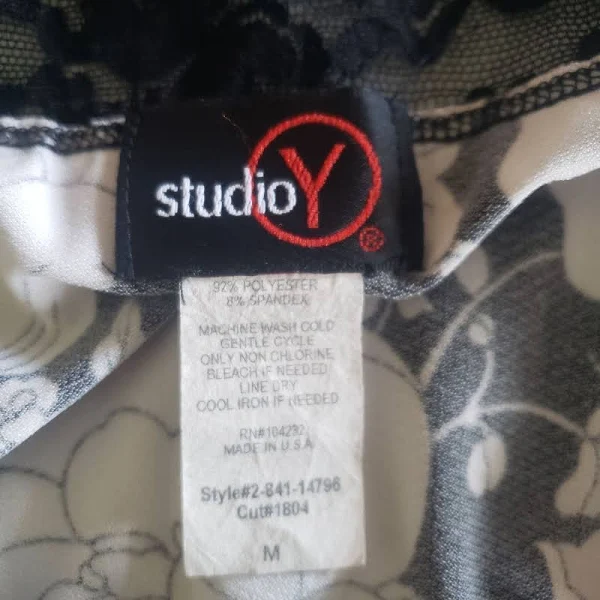 studioY®
92% POLYESTER
8% SPANDEX
MACHINE WASH COLD
GENTLE CYCLE
ONLY NON CHLORINE
BLEACH IF NEEDED
LINE DRY
COOL IRON IF NEEDED
RN#104292
MADE IN U.S.A
Style#2-841-14796
Cut#1804
M